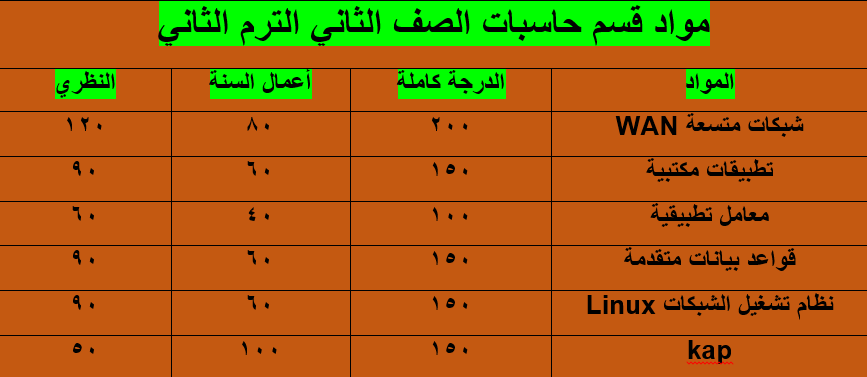 مواد قسم حاسبات الصف الثاني الترم الثاني
المواد الدرجة كاملة أعمال السنة النظري
شبكات متسعة WAN ٢٠٠ ٨٠ ١٢٠
تطبيقات مكتبية ١٥٠ ٦٠ ٩٠
معامل تطبيقية ١٠٠ ٤٠ ٦٠
قواعد بيانات متقدمة ١٥٠ ٦٠ ٩٠
نظام تشغيل الشبكات Linux ١٥٠ ٦٠ ٩٠
kap ١٥٠ ١٠٠ ٥٠